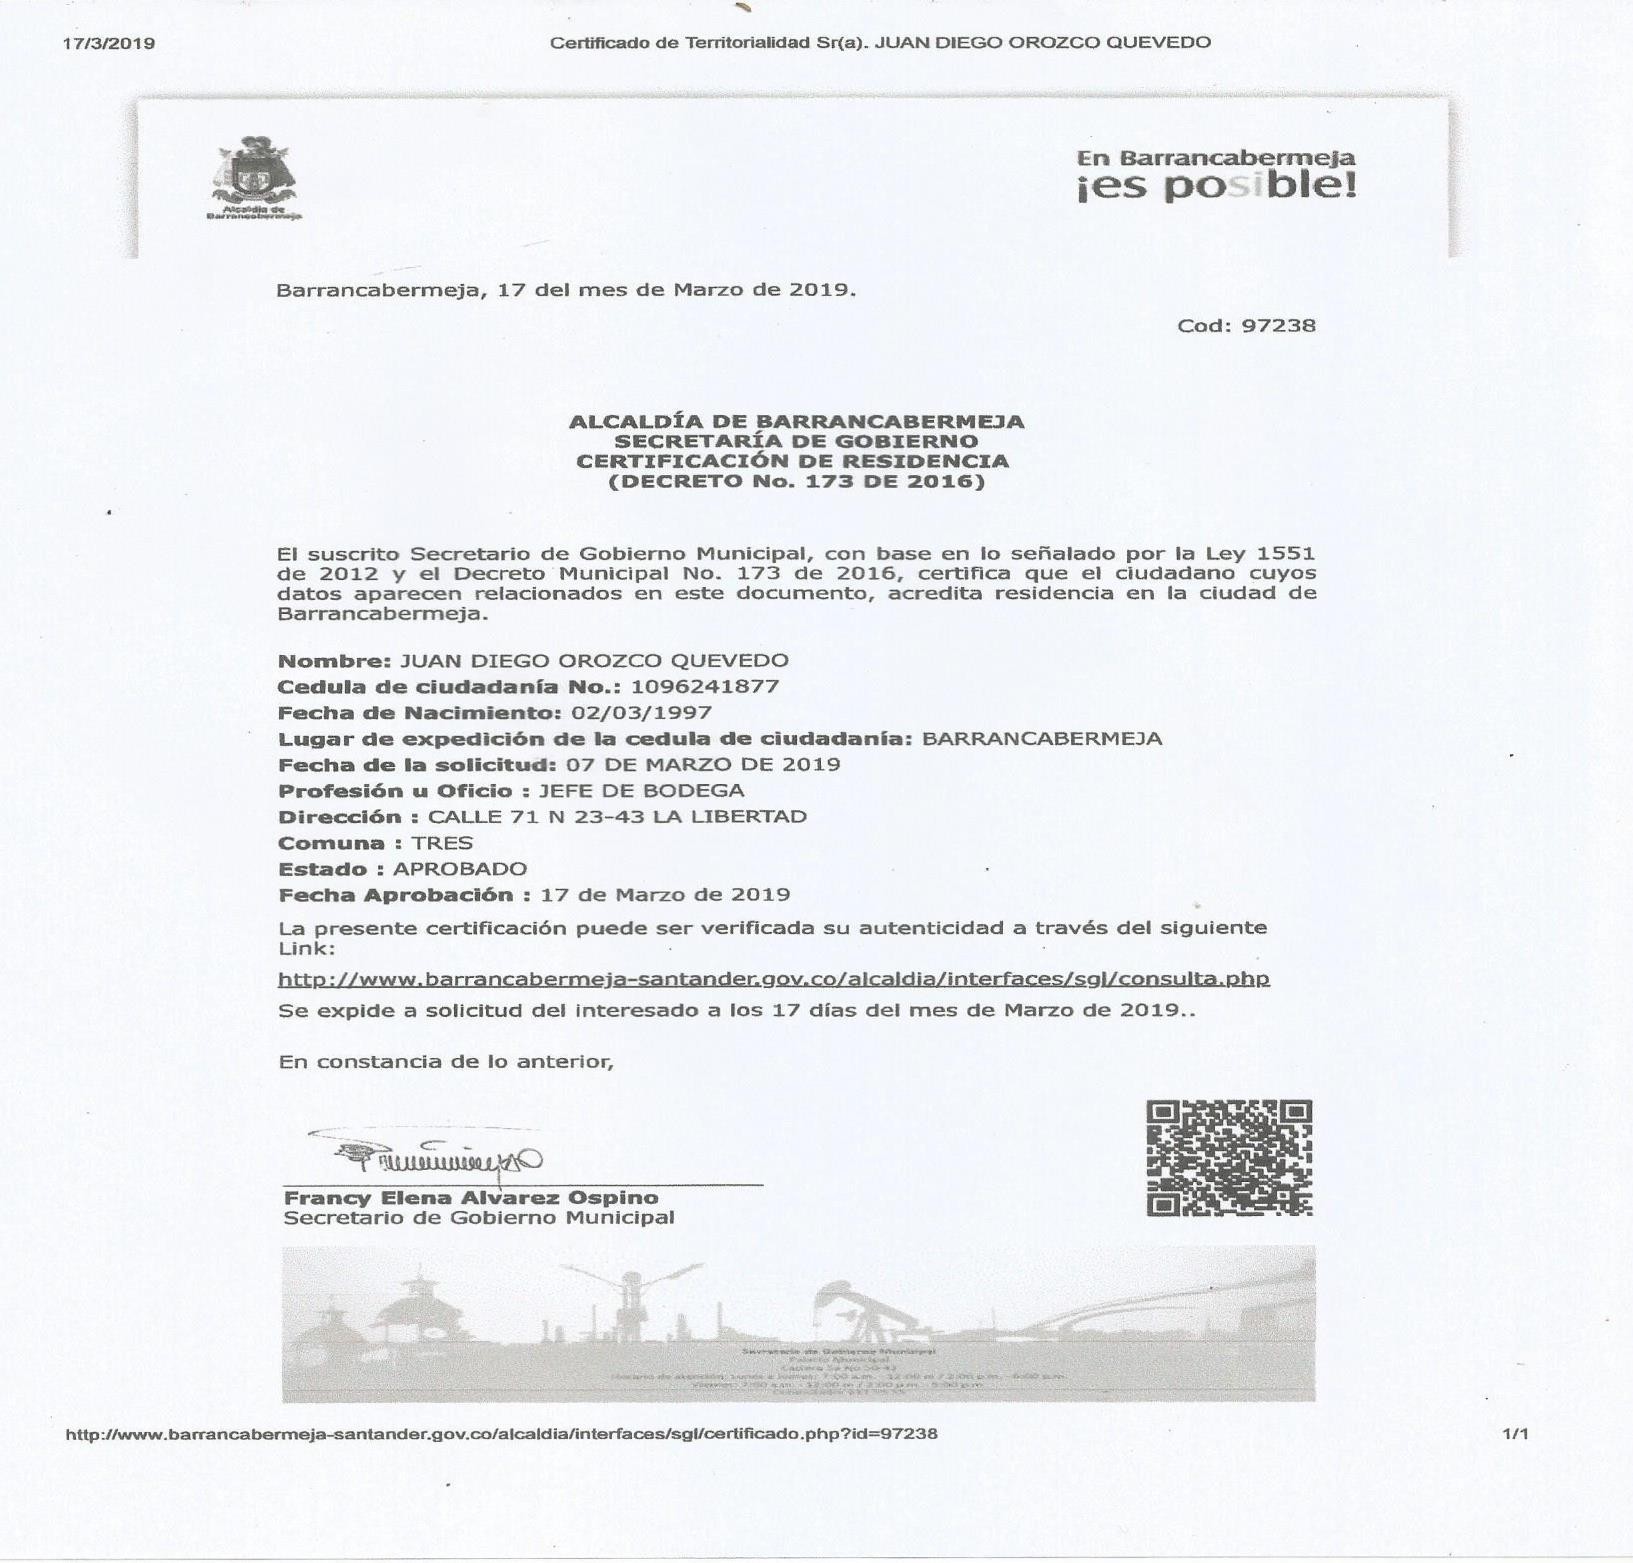 17/3/2019
Certificado de Territorialidad Sr(a). JUAN DIEGO OROZCO QUEVEDO
Alcaldía de
Barrancabermeja
En Barrancabermeja
¡es posible!
Barrancabermeja, 17 del mes de Marzo de 2019.
Cod: 97238
ALCALDÍA DE BARRANCABERMEJA
SECRETARÍA DE GOBIERNO
CERTIFICACIÓN DE RESIDENCIA
(DECRETO No. 173 DE 2016)
El suscrito Secretario de Gobierno Municipal, con base en lo señalado por la Ley 1551
de 2012 y el Decreto Municipal No. 173 de 2016, certifica que el ciudadano cuyos
datos aparecen relacionados en este documento, acredita residencia en la ciudad de
Barrancabermeja.
Nombre: JUAN DIEGO OROZCO QUEVEDO
Cedula de ciudadanía No.: 1096241877
Fecha de Nacimiento: 02/03/1997
Lugar de expedición de la cedula de ciudadanía: BARRANCABERMEJA
Fecha de la solicitud: 07 DE MARZO DE 2019
Profesión u Oficio : JEFE DE BODEGA
Dirección : CALLE 71 N 23-43 LA LIBERTAD
Comuna : TRES
Estado : APROBADO
Fecha Aprobación : 17 de Marzo de 2019
La presente certificación puede ser verificada su autenticidad a través del siguiente
Link:
http://www.barrancabermeja-santander.gov.co/alcaldia/interfaces/sgl/consulta.php
Se expide a solicitud del interesado a los 17 días del mes de Marzo de 2019..
En constancia de lo anterior,
Francy Elena Alvarez Ospino
Secretario de Gobierno Municipal
Secretaría de Gobierno Municipal
Palacio Municipal
http://www.barrancabermeja-santander.gov.co/alcaldia/interfaces/sgl/certificado.php?id=97238
1/1